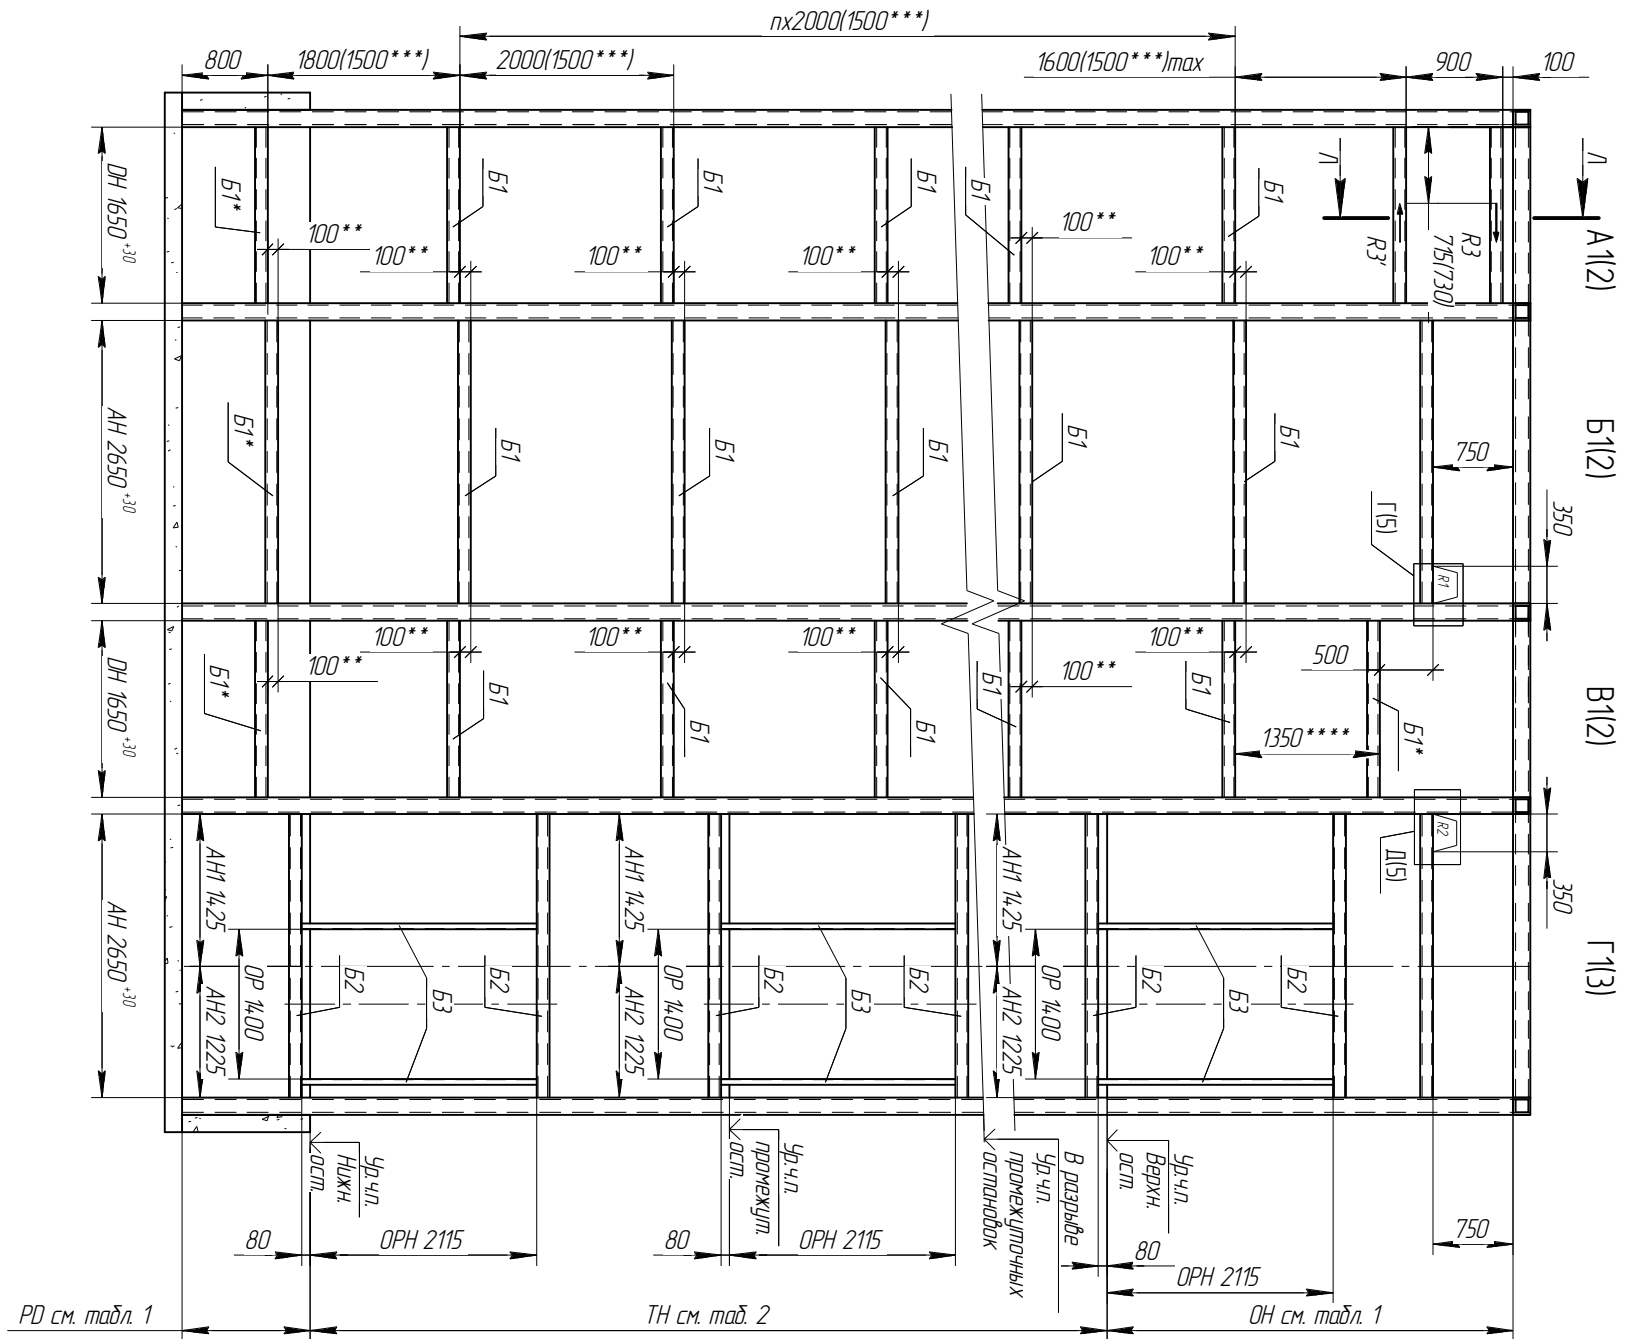 nx2000(1500***)
800
1800(1500***)
2000(1500***)
1600(1500***)max
900
100
Л
Л
А1(2)
DH 1650 +30
Б1*
Б1
Б1
Б1
Б1
Б1
R3'
R3
715(730)
100**
100**
100**
100**
100**
100**
Б1(2)
АН 2650 +30
Б1*
Б1
Б1
Б1
Б1
Б1
750
350
Г(5)
R1
В1(2)
DH 1650 +30
Б1*
100**
100**
100**
100**
100**
100**
Б1
Б1
Б1
Б1
Б1
Б1*
500
1350****
Г1(3)
АН 2650 +30
R2
Д(5)
350
АН1 1425
АН2 1225
ОР 1400
Б2
Б3
Б2
АН1 1425
АН2 1225
ОР 1400
Б2
Б3
Б2
АН1 1425
АН2 1225
ОР 1400
Б2
Б3
Б2
Ур.ч.п.
Нижн.
ост.
Ур.ч.п.
промежут.
ост.
В разрыве
Ур.ч.п.
промежуточных
остановок
Ур.ч.п.
Верхн.
ост.
80
ОРН 2115
80
ОРН 2115
80
ОРН 2115
750
PD см. табл. 1
ТН см. таб. 2
ОН см. табл. 1